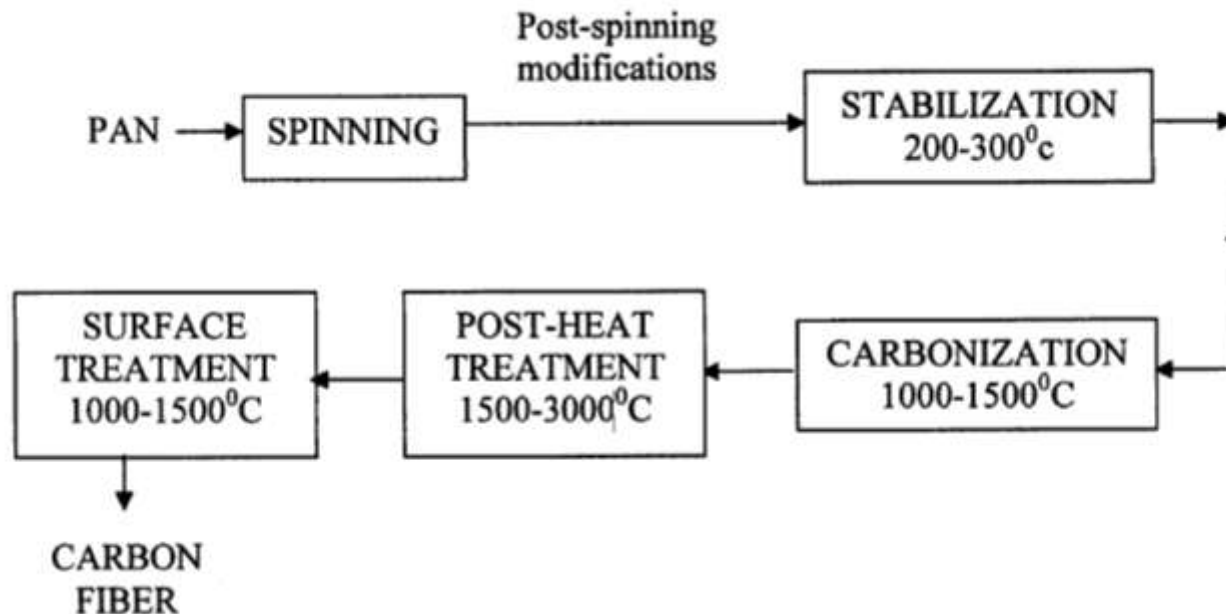 Post-spinning
modifications
PAN
SPINNING
STABILIZATION
200-300⁰c
CARBONIZATION
1000-1500⁰C
POST-HEAT
TREATMENT
1500-3000⁰C
SURFACE
TREATMENT
1000-1500⁰C
CARBON
FIBER